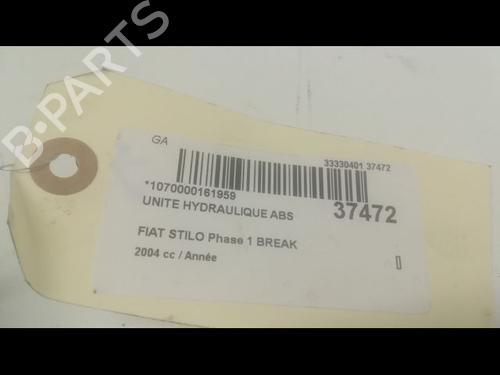 B-PARTS
GA
33330401 37472
*1070000161959
UNITE HYDRAULIQUE ABS
37472
FIAT STILO Phase 1 BREAK
2004 cc / Année